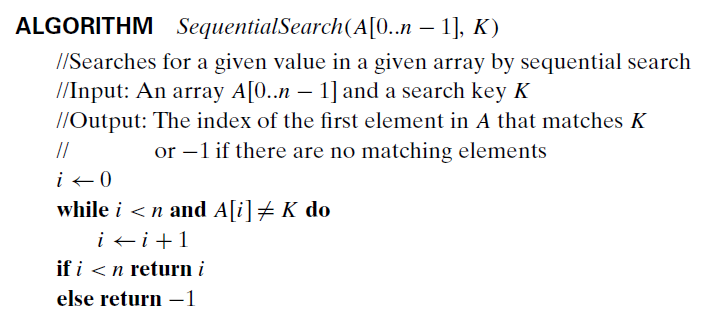 ALGORITHM SequentialSearch(A[0..n − 1], K)
//Searches for a given value in a given array by sequential search
//Input: An array A[0..n − 1] and a search key K
//Output: The index of the first element in A that matches K
// or −1 if there are no matching elements
i ← 0
while i < n and A[i] ≠ K do
i ← i + 1
if i < n return i
else return −1